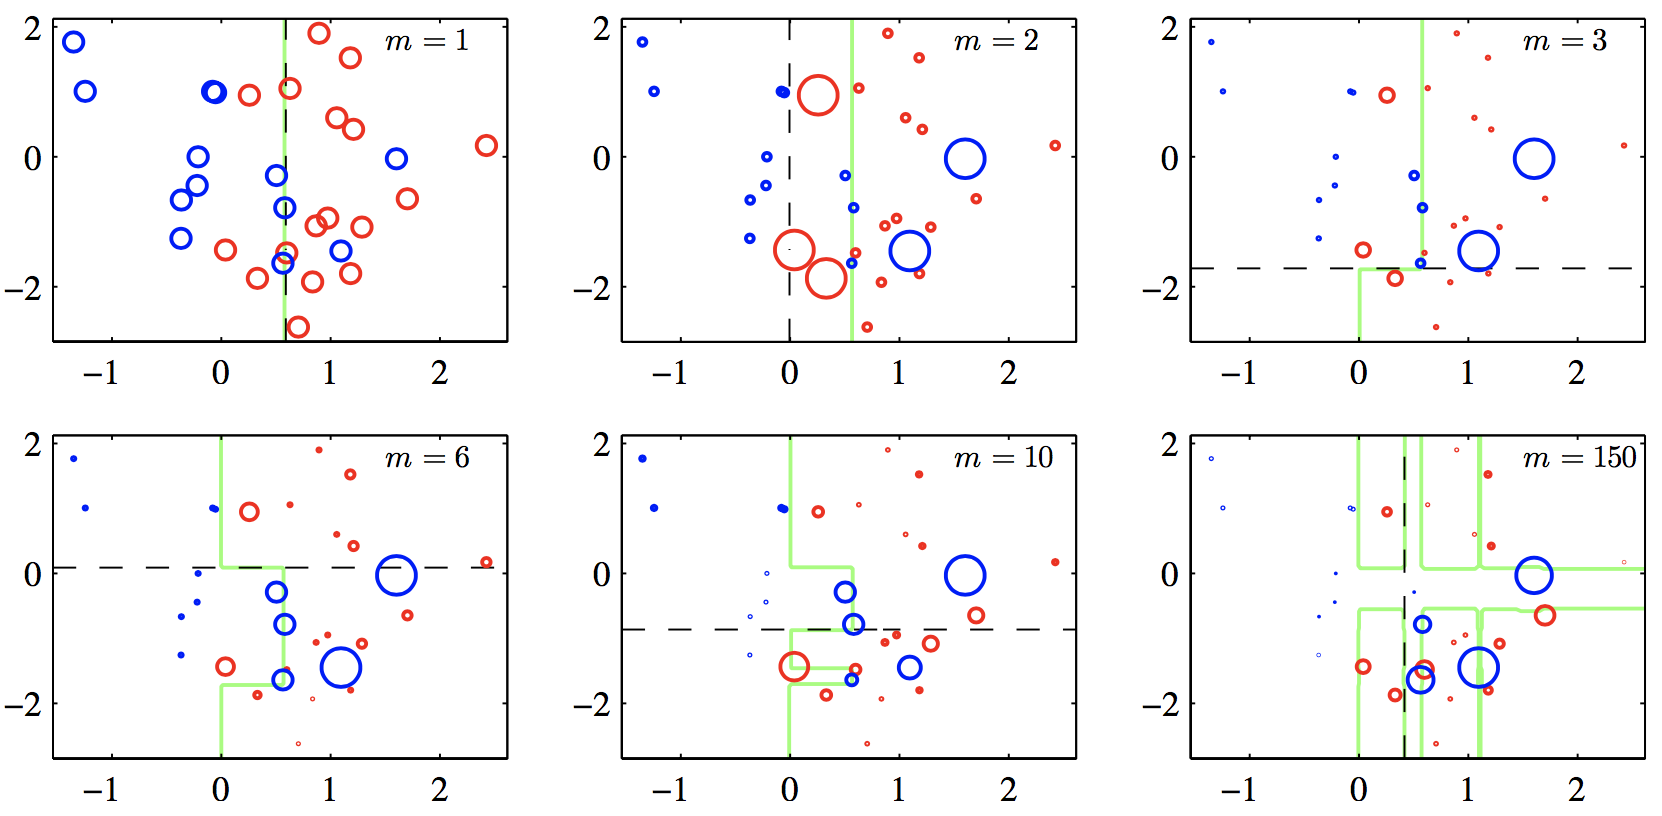 2 m = 1 2 m = 2 2 m = 3
0 0 0
−2 −2 −2
−1 0 1 2 −1 0 1 2 −1 0 1 2
2 m = 6 2 m = 10 2 m = 150
0 0 0
−2 −2 −2
−1 0 1 2 −1 0 1 2 −1 0 1 2